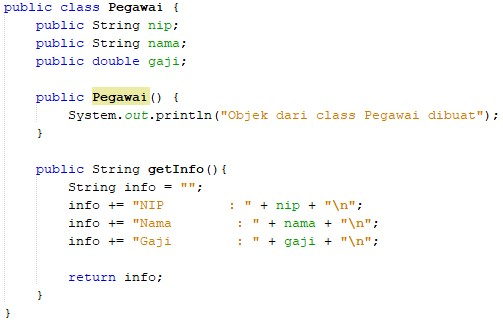 public class Pegawai {
    public String nip;
    public String nama;
    public double gaji;

    public Pegawai() {
        System.out.println("Objek dari class Pegawai dibuat");
    }

    public String getInfo(){
        String info = "";
        info += "NIP        : " + nip + "\n";
        info += "Nama        : " + nama + "\n";
        info += "Gaji        : " + gaji + "\n";

        return info;
    }
}